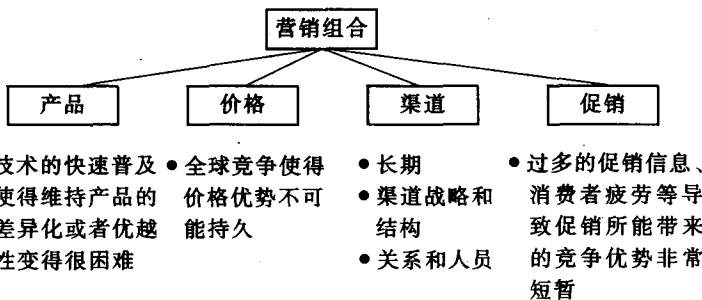 营销组合
产品
价格
渠道
促销
技术的快速普及
使得维持产品的
差异化或者优越
性变得很困难
• 全球竞争使得
价格优势不可
能持久
• 长期
• 渠道战略和
结构
• 关系和人员
• 过多的促销信息、
消费者疲劳等导
致促销所能带来
的竞争优势非常
短暂